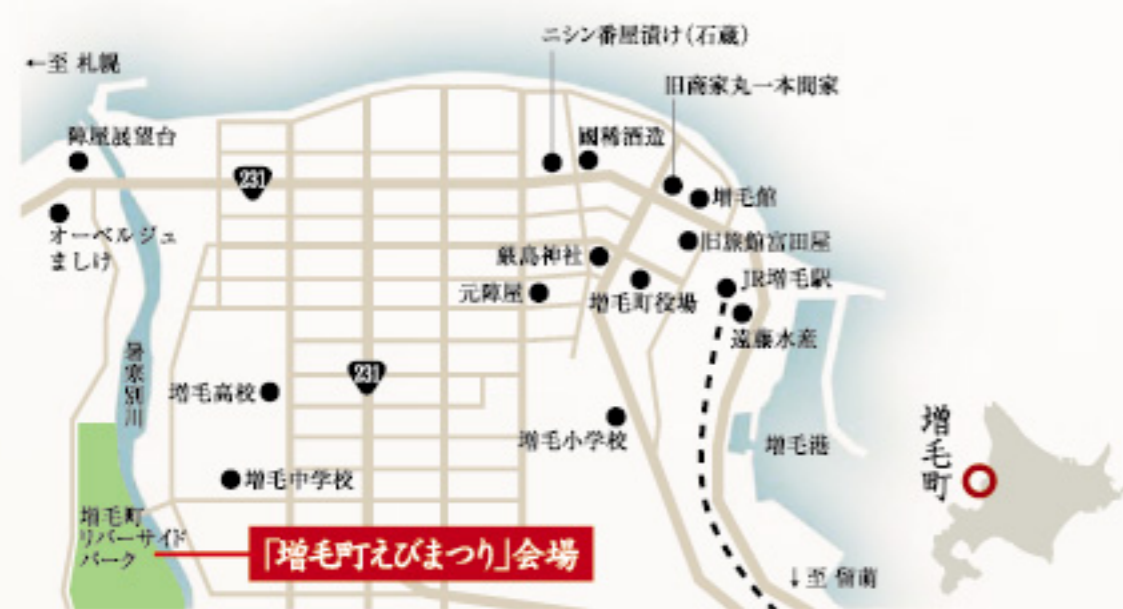 ニシン番屋漬け(石蔵)
←至 札幌
旧商家丸一本間家
陣屋展望台
國稀酒造
231
増毛館
オーベルジュ
ましけ
旧旅館富田屋
厳島神社
JR増毛駅
元陣屋
増毛町役場
遠藤水産
暑寒別川
231
増毛高校
増毛小学校
増毛港
増毛町
増毛中学校
増毛町
リバーサイド
パーク
「増毛町えびまつり」会場
↓至 留萌